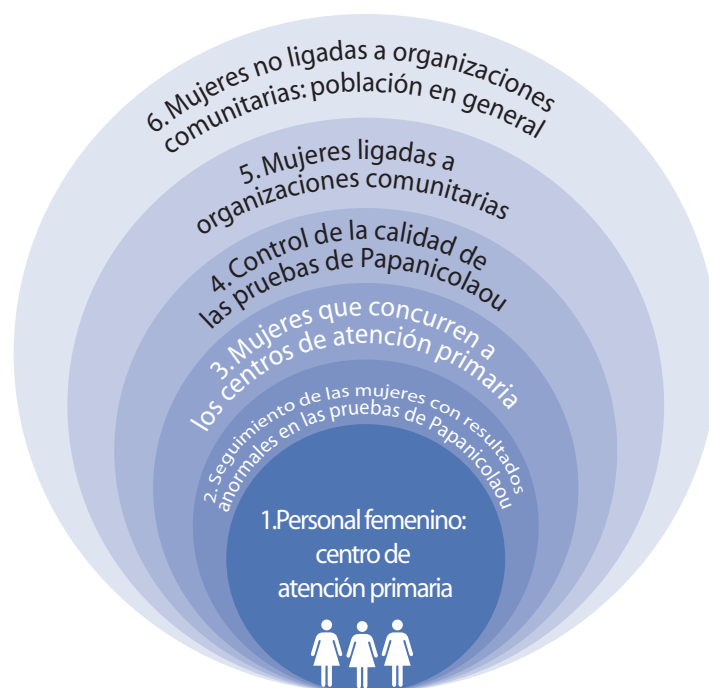 6. Mujeres no ligadas a organizaciones
comunitarias: población en general
5. Mujeres ligadas a
organizaciones comunitarias
4. Control de la calidad de
las pruebas de Papanicolaou
3. Mujeres que concurren a
los centros de atención primaria
2. Seguimiento de las mujeres con resultados
anormales en las pruebas de Papanicolaou
1.Personal femenino:
centro de
atención primaria